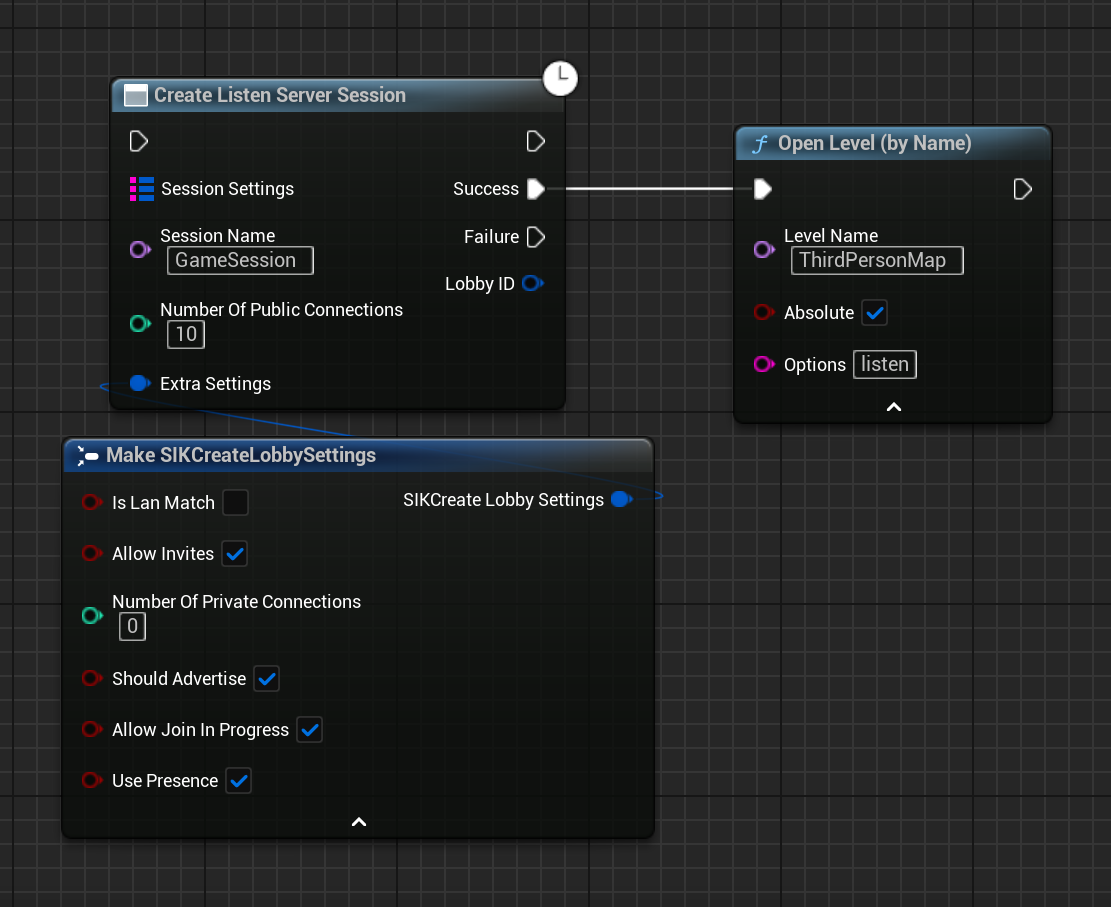 Create Listen Server Session
Session Settings
Success
Session Name
GameSession
Failure
Lobby ID
Number Of Public Connections
10
Extra Settings
f Open Level (by Name)
Level Name
ThirdPersonMap
Absolute
Options listen
Make SIKCreateLobbySettings
Is Lan Match
SIKCreate Lobby Settings
Allow Invites
Number Of Private Connections
0
Should Advertise
Allow Join In Progress
Use Presence